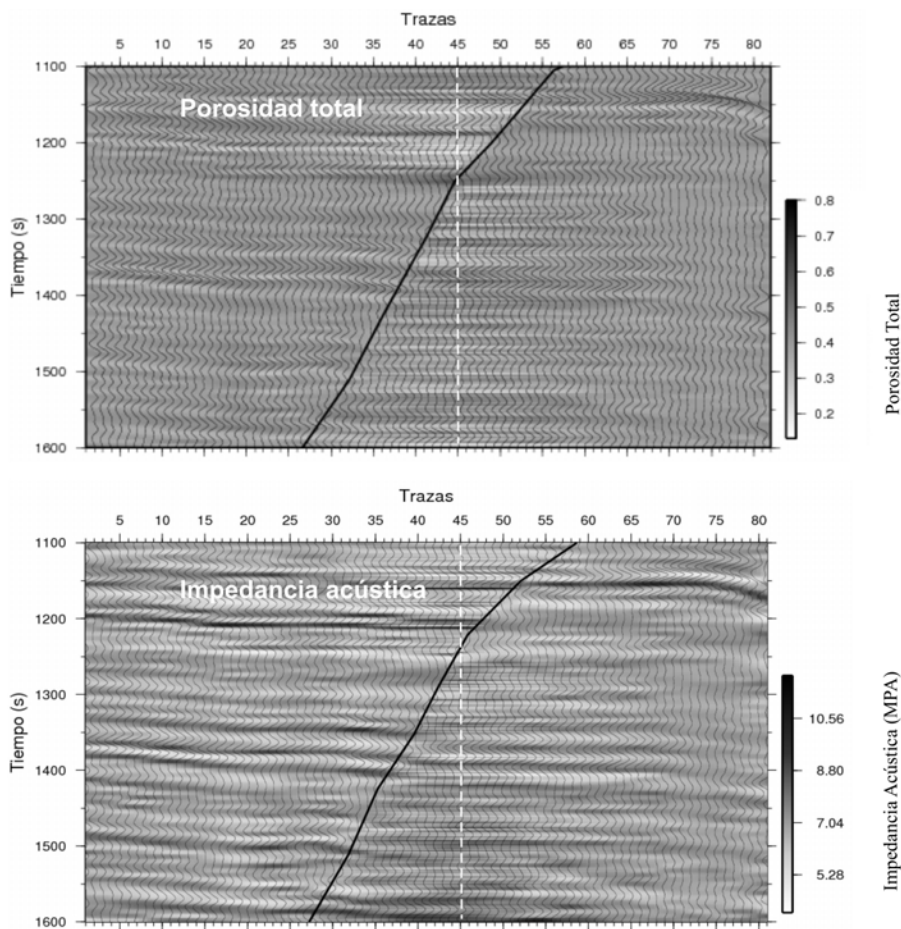 Trazas
5 10 15 20 25 30 35 40 45 50 55 60 65 70 75 80
Porosidad total
Tiempo (s)
1100
1200
1300
1400
1500
1600
0.8
0.7
0.6
0.5
0.4
0.3
0.2
Porosidad Total
Trazas
5 10 15 20 25 30 35 40 45 50 55 60 65 70 75 80
Impedancia acústica
Tiempo (s)
1100
1200
1300
1400
1500
1600
10.56
8.80
7.04
5.28
Impedancia Acústica (MPA)